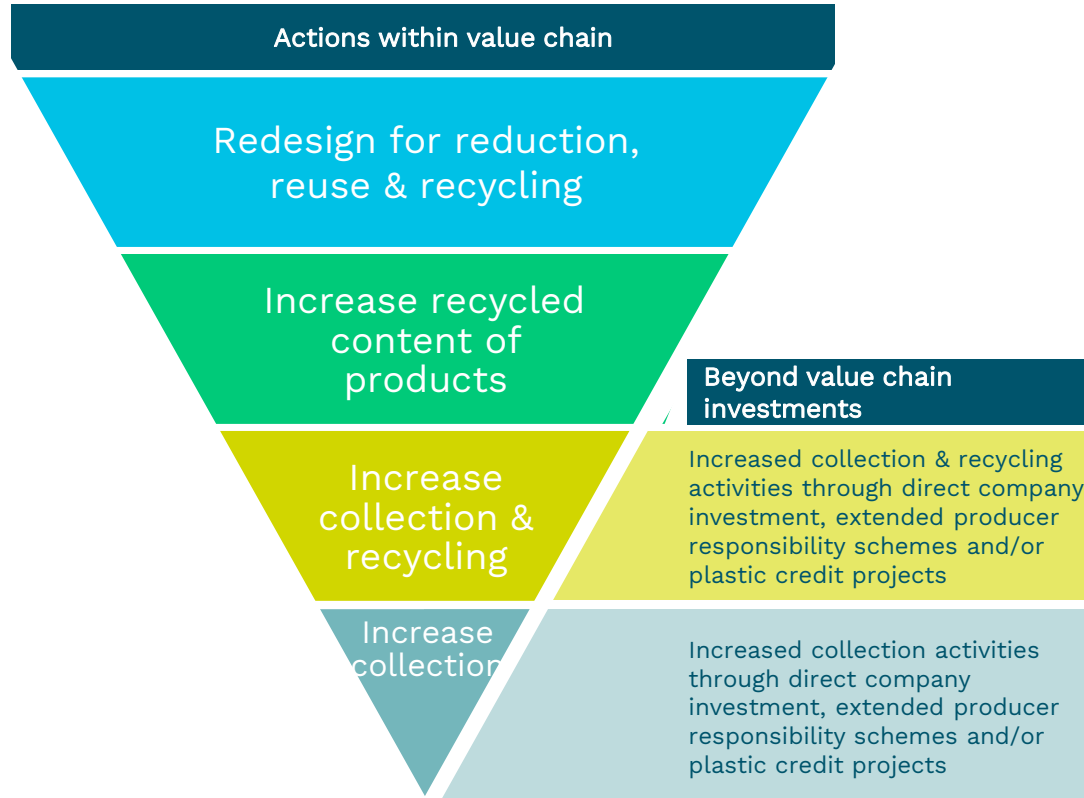 Actions within value chain
Redesign for reduction,
reuse & recycling
Increase recycled
content of
products
Beyond value chain
investments
Increase
collection &
recycling
Increased collection & recycling
activities through direct company
investment, extended producer
responsibility schemes and/or
plastic credit projects
Increase
collection
Increased collection activities
through direct company
investment, extended producer
responsibility schemes and/or
plastic credit projects